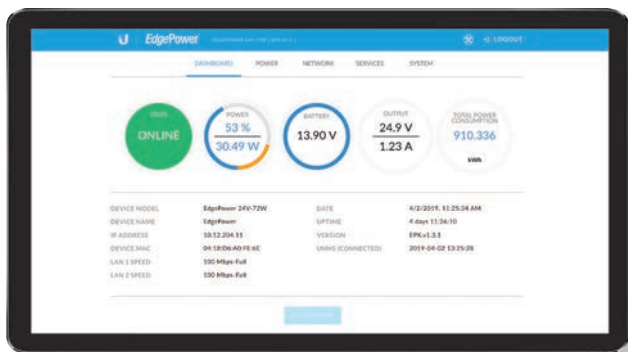 U EdgePower
LOGOUT
DASHBOARD POWER NETWORK SERVICES SYSTEM
STATUS
ONLINE
POWER
53 %
30.49 W
BATTERY
13.90 V
OUTPUT
24.9 V
1.23 A
TOTAL POWER
CONSUMPTION
910.336
kWh
DEVICE MODEL EdgePower 24V-72W
DEVICE NAME EdgePower
IP ADDRESS 10.12.204.11
DEVICE MAC 04:18:D6:A0:FE:6E
LAN 1 SPEED 100 Mbps-Full
LAN 2 SPEED 100 Mbps-Full
DATE 4/2/2019, 11:25:34 AM
UPTIME 4 days 11:26:10
VERSION EPK.v1.3.1
UNMS (CONNECTED) 2019-04-02 13:25:28